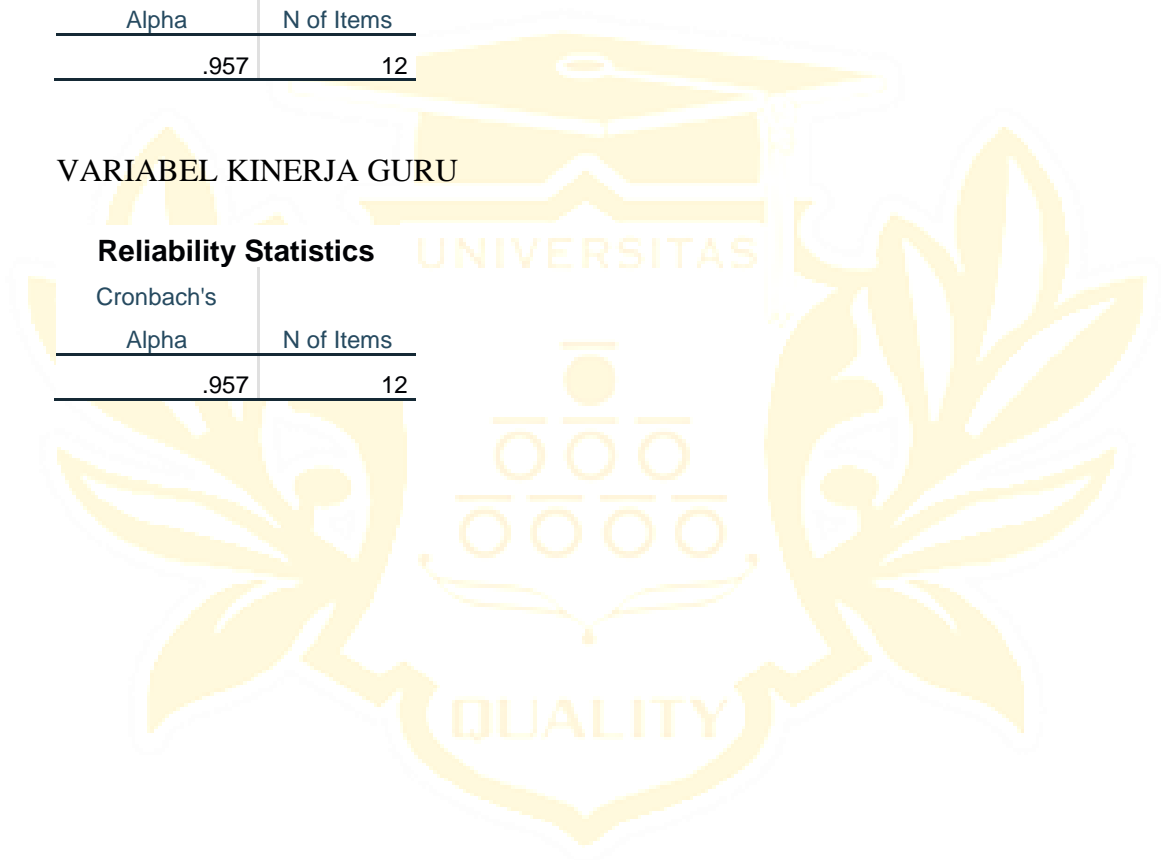 Alpha N of Items
.957 12
VARIABEL KINERJA GURU
Reliability Statistics
Cronbach's
Alpha N of Items
.957 12
UNIVERSITAS
QUALITY